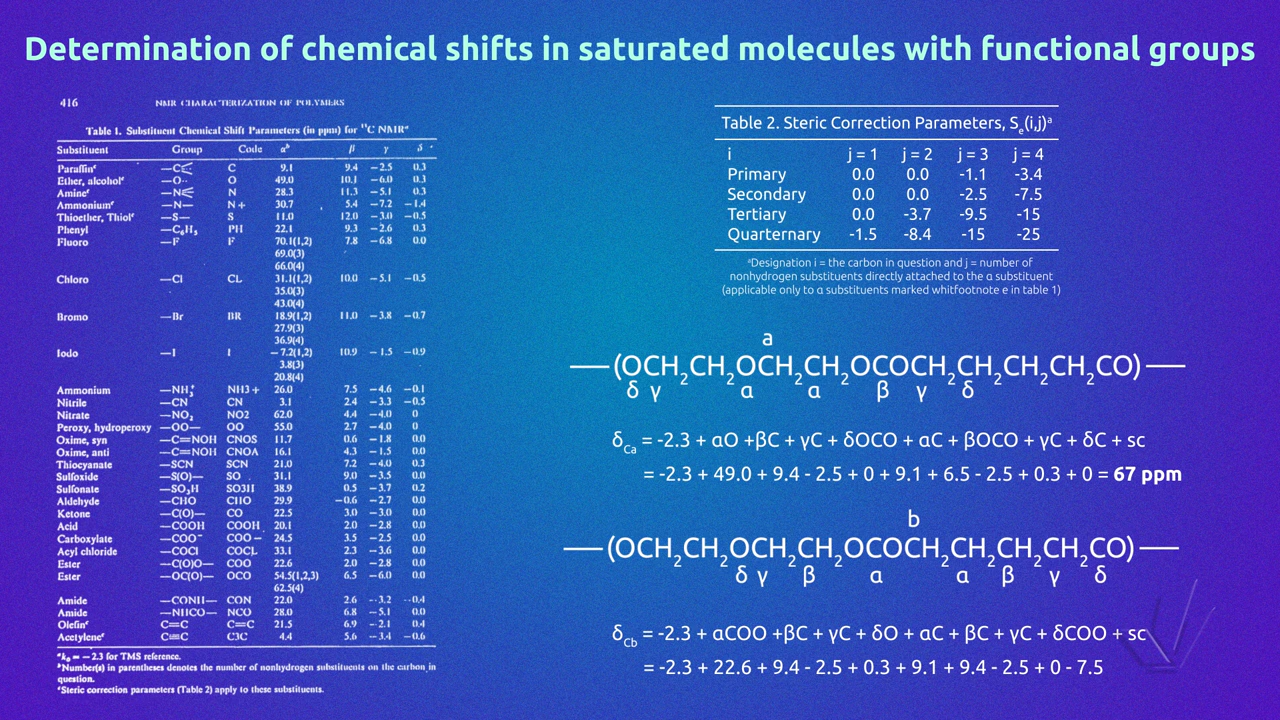 Determination of chemical shifts in saturated molecules with functional groups
416 NMR CHARACTERIZATION OF POLYMERS
Table 1. Substituent Chemical Shift Parameters (in ppm) for ¹³C NMRᵃ
Substituent Group Code αᵇ β γ δ
Paraffinᵉ —C⋲ C 9.1 9.4 −2.5 0.3
Ether, alcoholᵉ —O-- O 49.0 10.1 −6.0 0.3
Amineᵉ —N⋲ N 28.3 11.3 −5.1 0.3
Ammoniumᵉ —N— N+ 30.7 5.4 −7.2 −1.4
Thioether, Thiolᵉ —S— S 11.0 12.0 −3.0 −0.5
Phenyl —C₆H₅ PH 22.1 9.3 −2.6 0.3
Fluoro —F F 70.1(1,2) 7.8 −6.8 0.0
69.0(3)
66.0(4)
Chloro —Cl CL 31.1(1,2) 10.0 −5.1 −0.5
35.0(3)
43.0(4)
Bromo —Br BR 18.9(1,2) 11.0 −3.8 −0.7
27.9(3)
36.9(4)
Iodo —I I −7.2(1,2) 10.9 −1.5 −0.9
3.8(3)
20.8(4)
Ammonium —NH₃⁺ NH3+ 26.0 7.5 −4.6 −0.1
Nitrile —CN CN 3.1 2.4 −3.3 −0.5
Nitrate —NO₂ NO2 62.0 4.4 −4.0 0
Peroxy, hydroperoxy —OO— OO 55.0 2.7 −4.0 0
Oxime, syn —C=NOH CNOS 11.7 0.6 −1.8 0.0
Oxime, anti —C=NOH CNOA 16.1 4.3 −1.5 0.0
Thiocyanate —SCN SCN 21.0 7.2 −4.0 0.3
Sulfoxide —S(O)— SO 31.1 9.0 −3.5 0.0
Sulfonate —SO₃H SO3H 38.9 0.5 −3.7 0.2
Aldehyde —CHO CHO 29.9 −0.6 −2.7 0.0
Ketone —C(O)— CO 22.5 3.0 −3.0 0.0
Acid —COOH COOH 20.1 2.0 −2.8 0.0
Carboxylate —COO⁻ COO− 24.5 3.5 −2.5 0.0
Acyl chloride —COCl COCL 33.1 2.3 −3.6 0.0
Ester —C(O)O— COO 22.6 2.0 −2.8 0.0
Ester —OC(O)— OCO 54.5(1,2,3) 6.5 −6.0 0.0
62.5(4)
Amide —CONH— CON 22.0 2.6 −3.2 −0.4
Amide —NHCO— NCO 28.0 6.8 −5.1 0.0
Olefinᵉ C=C C=C 21.5 6.9 −2.1 0.4
Acetyleneᵉ C≡C C3C 4.4 5.6 −3.4 −0.6
ᵃk₀ = −2.3 for TMS reference.
ᵇNumber(s) in parentheses denotes the number of nonhydrogen substituents on the carbon in
question.
ᵉSteric correction parameters (Table 2) apply to these substituents.
Table 2. Steric Correction Parameters, Sₑ(i,j)ᵃ
i j = 1 j = 2 j = 3 j = 4
Primary 0.0 0.0 -1.1 -3.4
Secondary 0.0 0.0 -2.5 -7.5
Tertiary 0.0 -3.7 -9.5 -15
Quarternary -1.5 -8.4 -15 -25
ᵃDesignation i = the carbon in question and j = number of
nonhydrogen substituents directly attached to the α substituent
(applicable only to α substituents marked whitfootnote e in table 1)
a
—(OCH₂CH₂OCH₂CH₂OCOCH₂CH₂CH₂CH₂CO)—
δ γ α α β γ δ
δCa = -2.3 + αO +βC + γC + δOCO + αC + βOCO + γC + δC + sc
= -2.3 + 49.0 + 9.4 - 2.5 + 0 + 9.1 + 6.5 - 2.5 + 0.3 + 0 = 67 ppm
b
—(OCH₂CH₂OCH₂CH₂OCOCH₂CH₂CH₂CH₂CO)—
δ γ β α α β γ δ
δCb = -2.3 + αCOO +βC + γC + δO + αC + βC + γC + δCOO + sc
= -2.3 + 22.6 + 9.4 - 2.5 + 0.3 + 9.1 + 9.4 - 2.5 + 0 - 7.5